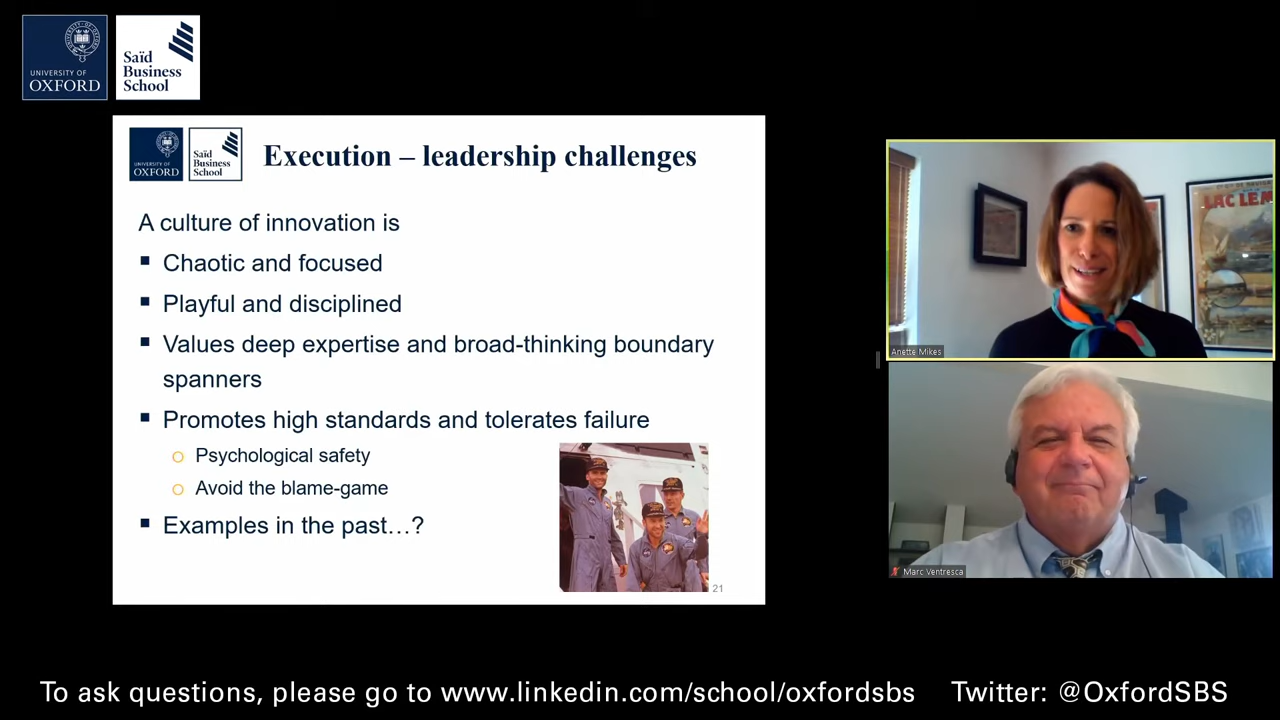 UNIVERSITY OF
OXFORD
Saïd
Business
School
UNIVERSITY OF
OXFORD
Saïd
Business
School
Execution – leadership challenges
A culture of innovation is
Chaotic and focused
Playful and disciplined
Values deep expertise and broad-thinking boundary
spanners
Promotes high standards and tolerates failure
Psychological safety
Avoid the blame-game
Examples in the past…?
21
LAC LEM
Anette Mikes
Marc Ventresca
To ask questions, please go to www.linkedin.com/school/oxfordsbs Twitter: @OxfordSBS